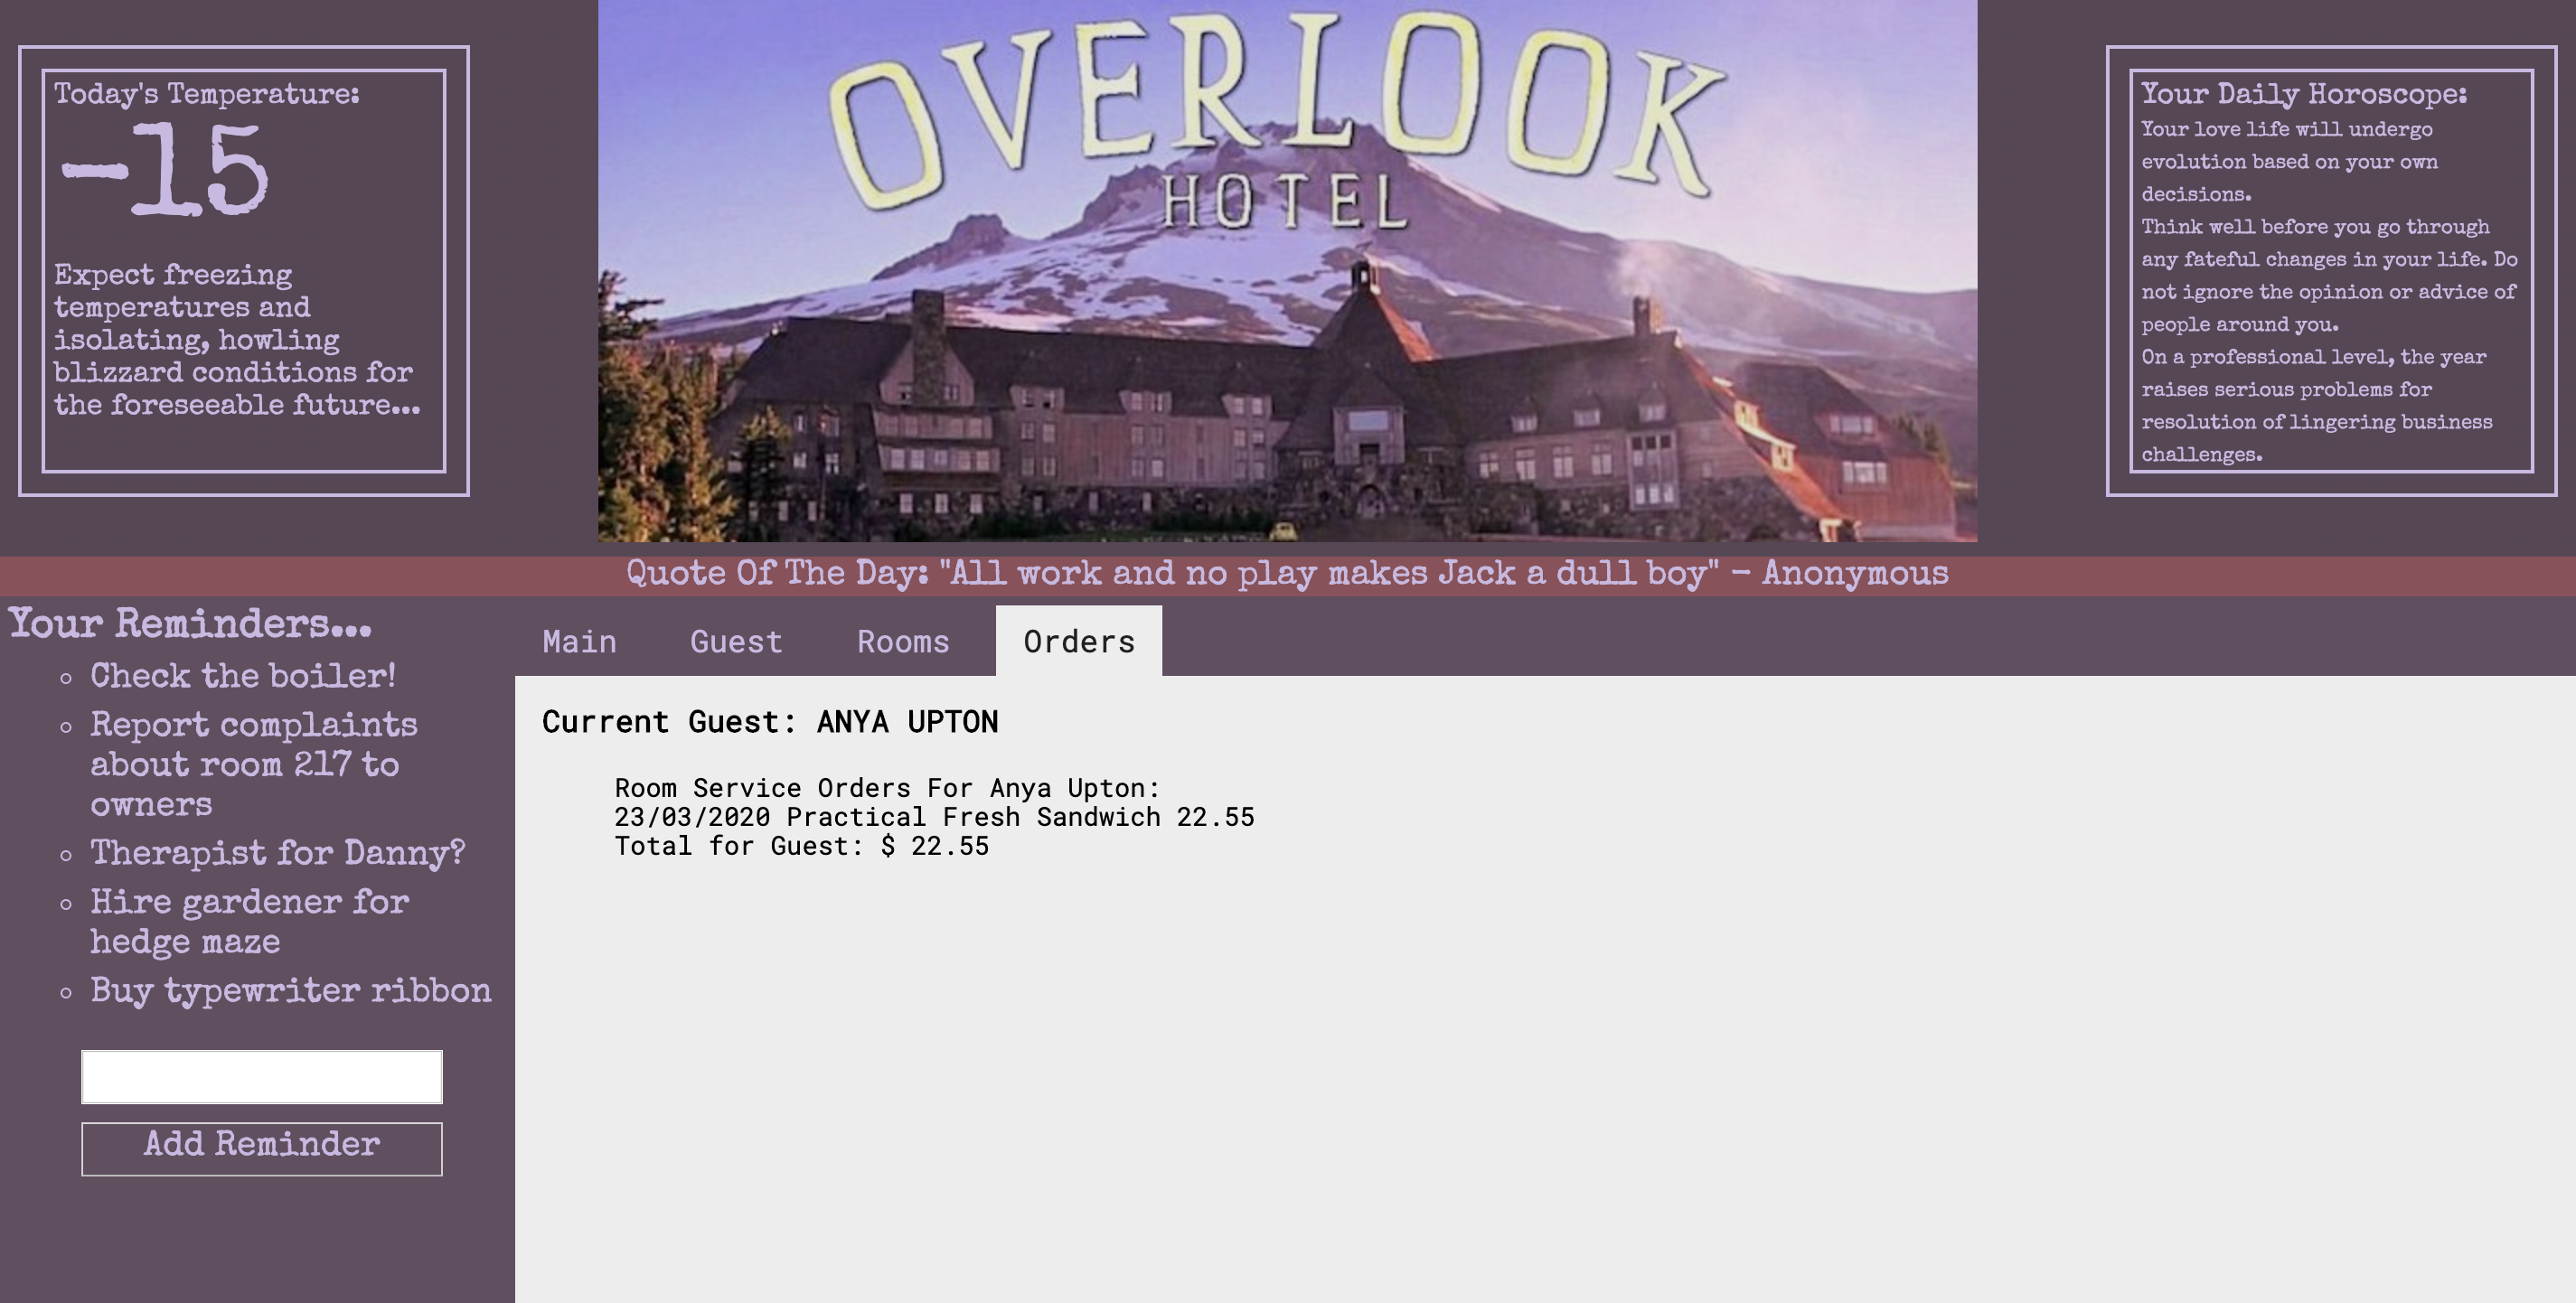 Today's Temperature:
-15
Expect freezing
temperatures and
isolating, howling
blizzard conditions for
the foreseeable future...
OVERLOOK
HOTEL
Your Daily Horoscope:
Your love life will undergo
evolution based on your own
decisions.
Think well before you go through
any fateful changes in your life. Do
not ignore the opinion or advice of
people around you.
On a professional level, the year
raises serious problems for
resolution of lingering business
challenges.
Quote Of The Day: "All work and no play makes Jack a dull boy" - Anonymous
Your Reminders...
Check the boiler!
Report complaints
about room 217 to
owners
Therapist for Danny?
Hire gardener for
hedge maze
Buy typewriter ribbon
Add Reminder
Main Guest Rooms Orders
Current Guest: ANYA UPTON
Room Service Orders For Anya Upton:
23/03/2020 Practical Fresh Sandwich 22.55
Total for Guest: $ 22.55